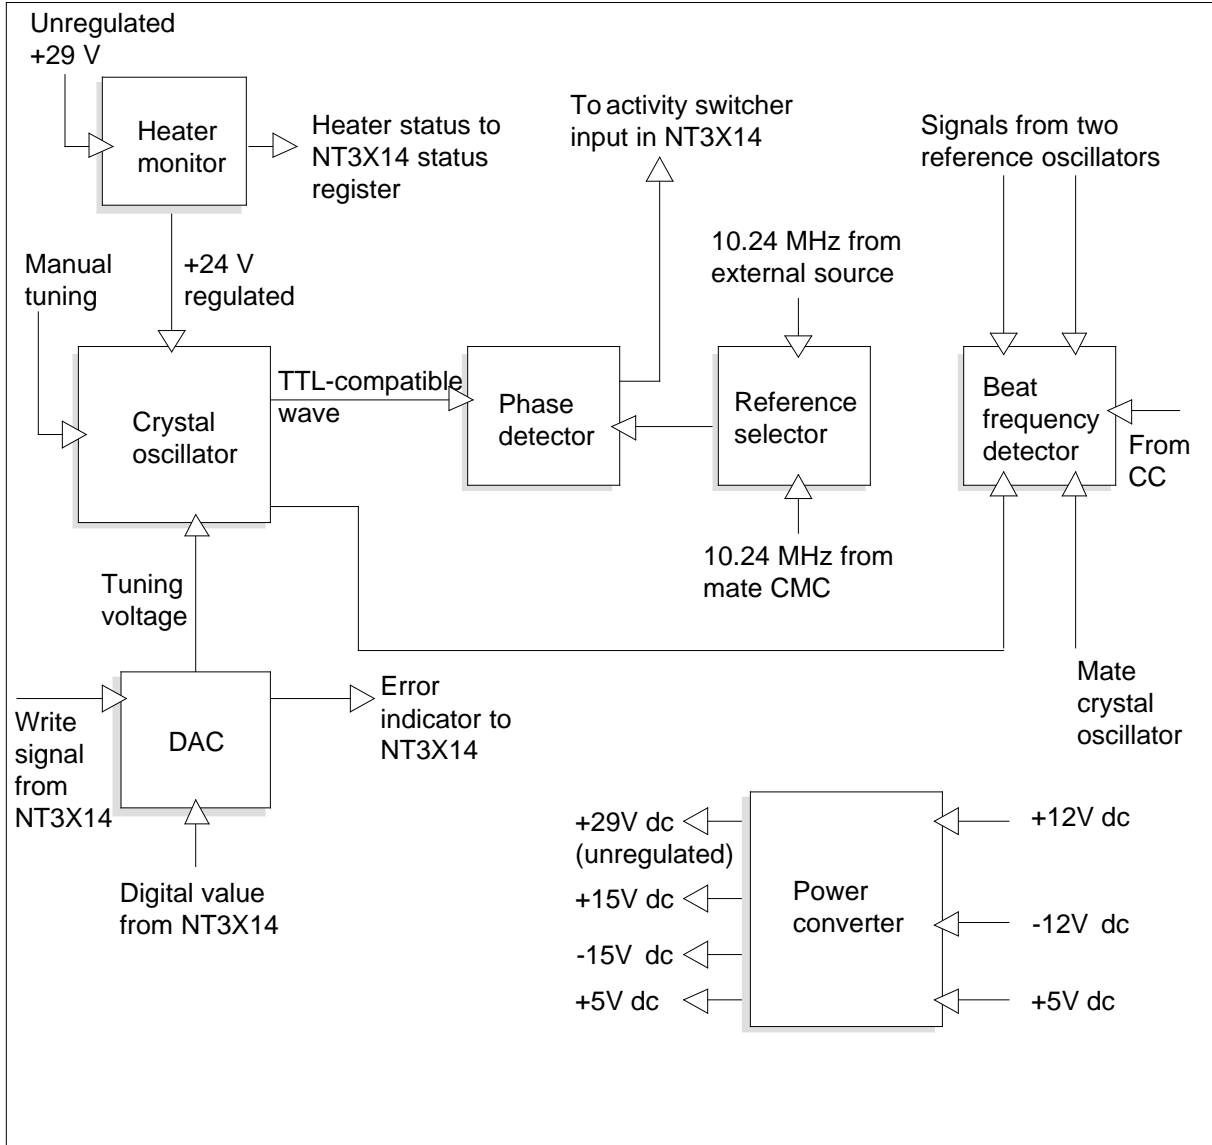 Unregulated
+29 V
Heater
monitor
Heater status to
NT3X14 status
register
To activity switcher
input in NT3X14
Signals from two
reference oscillators
Manual
tuning
+24 V
regulated
10.24 MHz from
external source
Crystal
oscillator
TTL-compatible
wave
Phase
detector
Reference
selector
Beat
frequency
detector
From
CC
10.24 MHz from
mate CMC
Tuning
voltage
Write
signal
from
NT3X14
DAC
Error
indicator to
NT3X14
Mate
crystal
oscillator
Digital value
from NT3X14
+29V dc
(unregulated)
+15V dc
-15V dc
+5V dc
Power
converter
+12V dc
-12V dc
+5V dc